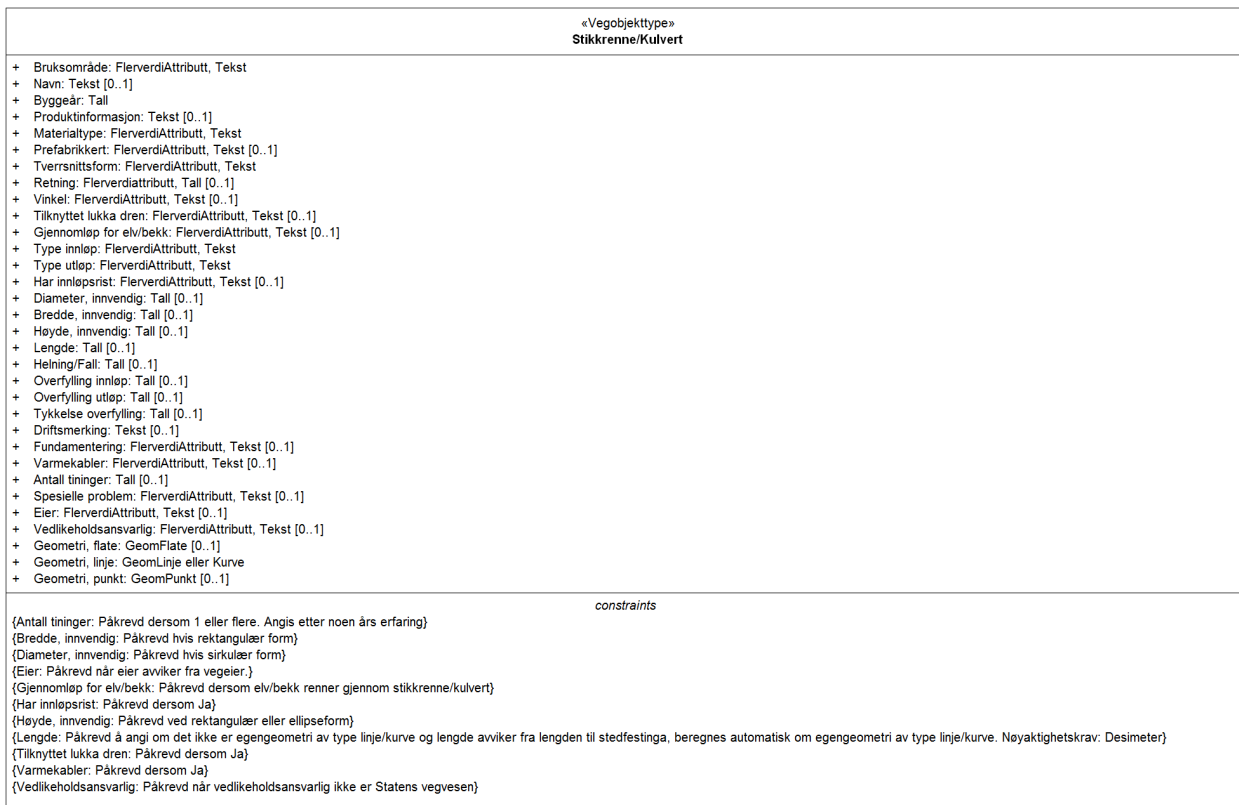 «Vegobjekttype»
Stikkrenne/Kulvert
+ Bruksområde: FlerverdiAttributt, Tekst
+ Navn: Tekst [0..1]
+ Byggeår: Tall
+ Produktinformasjon: Tekst [0..1]
+ Materialtype: FlerverdiAttributt, Tekst
+ Prefabrikkert: FlerverdiAttributt, Tekst [0..1]
+ Tverrsnittsform: FlerverdiAttributt, Tekst
+ Retning: Flerverdiattributt, Tall [0..1]
+ Vinkel: FlerverdiAttributt, Tekst [0..1]
+ Tilknyttet lukka dren: FlerverdiAttributt, Tekst [0..1]
+ Gjennomløp for elv/bekk: FlerverdiAttributt, Tekst [0..1]
+ Type innløp: FlerverdiAttributt, Tekst
+ Type utløp: FlerverdiAttributt, Tekst
+ Har innløpsrist: FlerverdiAttributt, Tekst [0..1]
+ Diameter, innvendig: Tall [0..1]
+ Bredde, innvendig: Tall [0..1]
+ Høyde, innvendig: Tall [0..1]
+ Lengde: Tall [0..1]
+ Helning/Fall: Tall [0..1]
+ Overfylling innløp: Tall [0..1]
+ Overfylling utløp: Tall [0..1]
+ Tykkelse overfylling: Tall [0..1]
+ Driftsmerking: Tekst [0..1]
+ Fundamentering: FlerverdiAttributt, Tekst [0..1]
+ Varmekabler: FlerverdiAttributt, Tekst [0..1]
+ Antall tininger: Tall [0..1]
+ Spesielle problem: FlerverdiAttributt, Tekst [0..1]
+ Eier: FlerverdiAttributt, Tekst [0..1]
+ Vedlikeholdsansvarlig: FlerverdiAttributt, Tekst [0..1]
+ Geometri, flate: GeomFlate [0..1]
+ Geometri, linje: GeomLinje eller Kurve
+ Geometri, punkt: GeomPunkt [0..1]
constraints
{Antall tininger: Påkrevd dersom 1 eller flere. Angis etter noen års erfaring}
{Bredde, innvendig: Påkrevd hvis rektangulær form}
{Diameter, innvendig: Påkrevd hvis sirkulær form}
{Eier: Påkrevd når eier avviker fra vegeier.}
{Gjennomløp for elv/bekk: Påkrevd dersom elv/bekk renner gjennom stikkrenne/kulvert}
{Har innløpsrist: Påkrevd dersom Ja}
{Høyde, innvendig: Påkrevd ved rektangulær eller ellipseform}
{Lengde: Påkrevd å angi om det ikke er egengeometri av type linje/kurve og lengde avviker fra lengden til stedfestinga, beregnes automatisk om egengeometri av type linje/kurve. Nøyaktighetskrav: Desimeter}
{Tilknyttet lukka dren: Påkrevd dersom Ja}
{Varmekabler: Påkrevd dersom Ja}
{Vedlikeholdsansvarlig: Påkrevd når vedlikeholdsansvarlig ikke er Statens vegvesen}